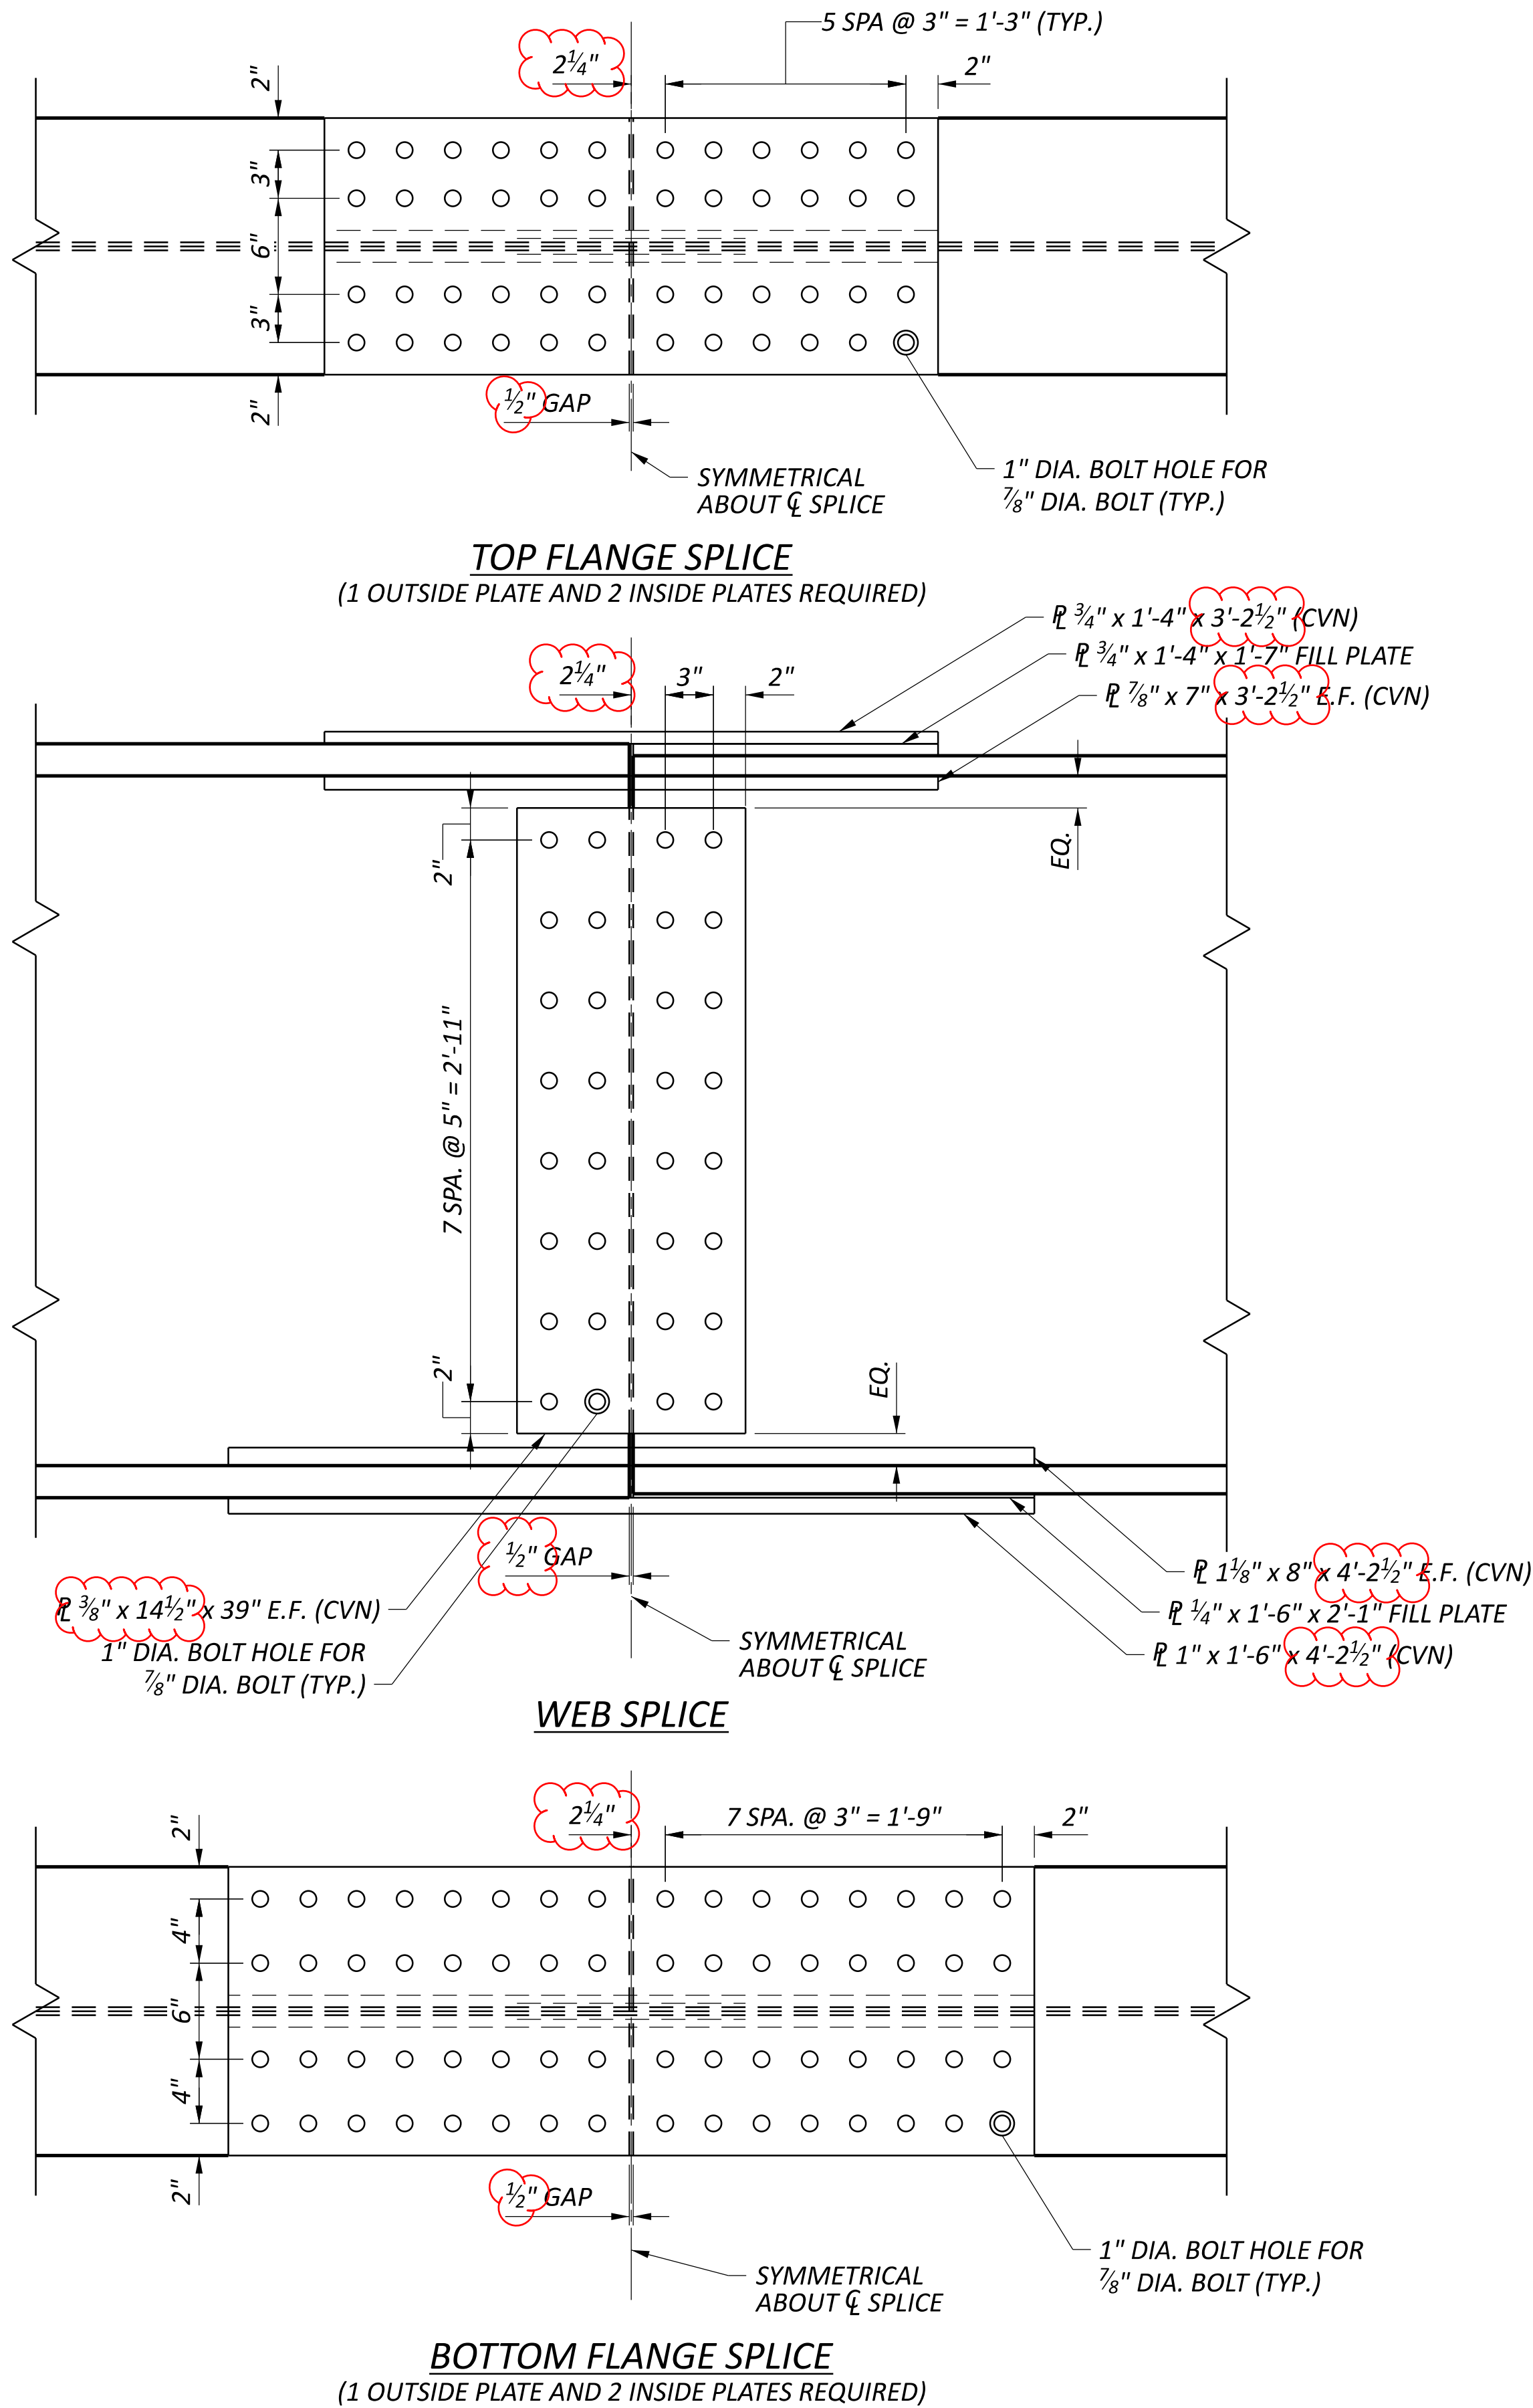 5 SPA @ 3" = 1'-3" (TYP.)
2¼"
2"
2"
3"
6"
3"
2"
½" GAP
SYMMETRICAL
ABOUT ℄ SPLICE
1" DIA. BOLT HOLE FOR
⅞" DIA. BOLT (TYP.)
TOP FLANGE SPLICE
(1 OUTSIDE PLATE AND 2 INSIDE PLATES REQUIRED)
℄ ¾" x 1'-4" x 3'-2½" (CVN)
℄ ¾" x 1'-4" x 1'-7" FILL PLATE
℄ ⅞" x 7" x 3'-2½" E.F. (CVN)
2¼"
3"
2"
EQ.
2"
7 SPA. @ 5" = 2'-11"
2"
EQ.
½" GAP
℄ 1⅛" x 8" x 4'-2½" E.F. (CVN)
℄ ¼" x 1'-6" x 2'-1" FILL PLATE
℄ 1" x 1'-6" x 4'-2½" (CVN)
℄ ⅜" x 14½" x 39" E.F. (CVN)
1" DIA. BOLT HOLE FOR
⅞" DIA. BOLT (TYP.)
SYMMETRICAL
ABOUT ℄ SPLICE
WEB SPLICE
2¼"
7 SPA. @ 3" = 1'-9"
2"
2"
4"
6"
4"
2"
½" GAP
SYMMETRICAL
ABOUT ℄ SPLICE
1" DIA. BOLT HOLE FOR
⅞" DIA. BOLT (TYP.)
BOTTOM FLANGE SPLICE
(1 OUTSIDE PLATE AND 2 INSIDE PLATES REQUIRED)